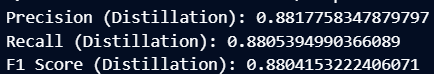 Precision (Distillation): 0.8817758347879797
Recall (Distillation): 0.8805394990366089
F1 Score (Distillation): 0.8804153222406071